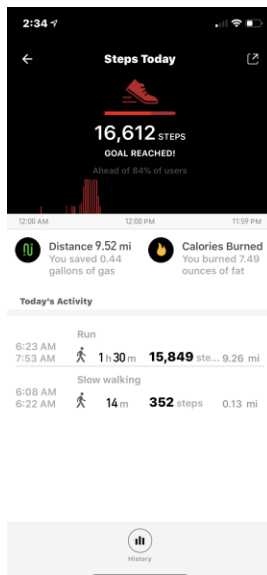 2:34
Steps Today
16,612 STEPS
GOAL REACHED!
Ahead of 84% of users
12:00 AM 12:00 PM 11:59 PM
Distance 9.52 mi
You saved 0.44
gallons of gas
Calories Burned
You burned 7.49
ounces of fat
Today's Activity
Run
6:23 AM
7:53 AM
1 h 30 m 15,849 ste... 9.26 mi
Slow walking
6:08 AM
6:22 AM
14 m 352 steps 0.13 mi
History